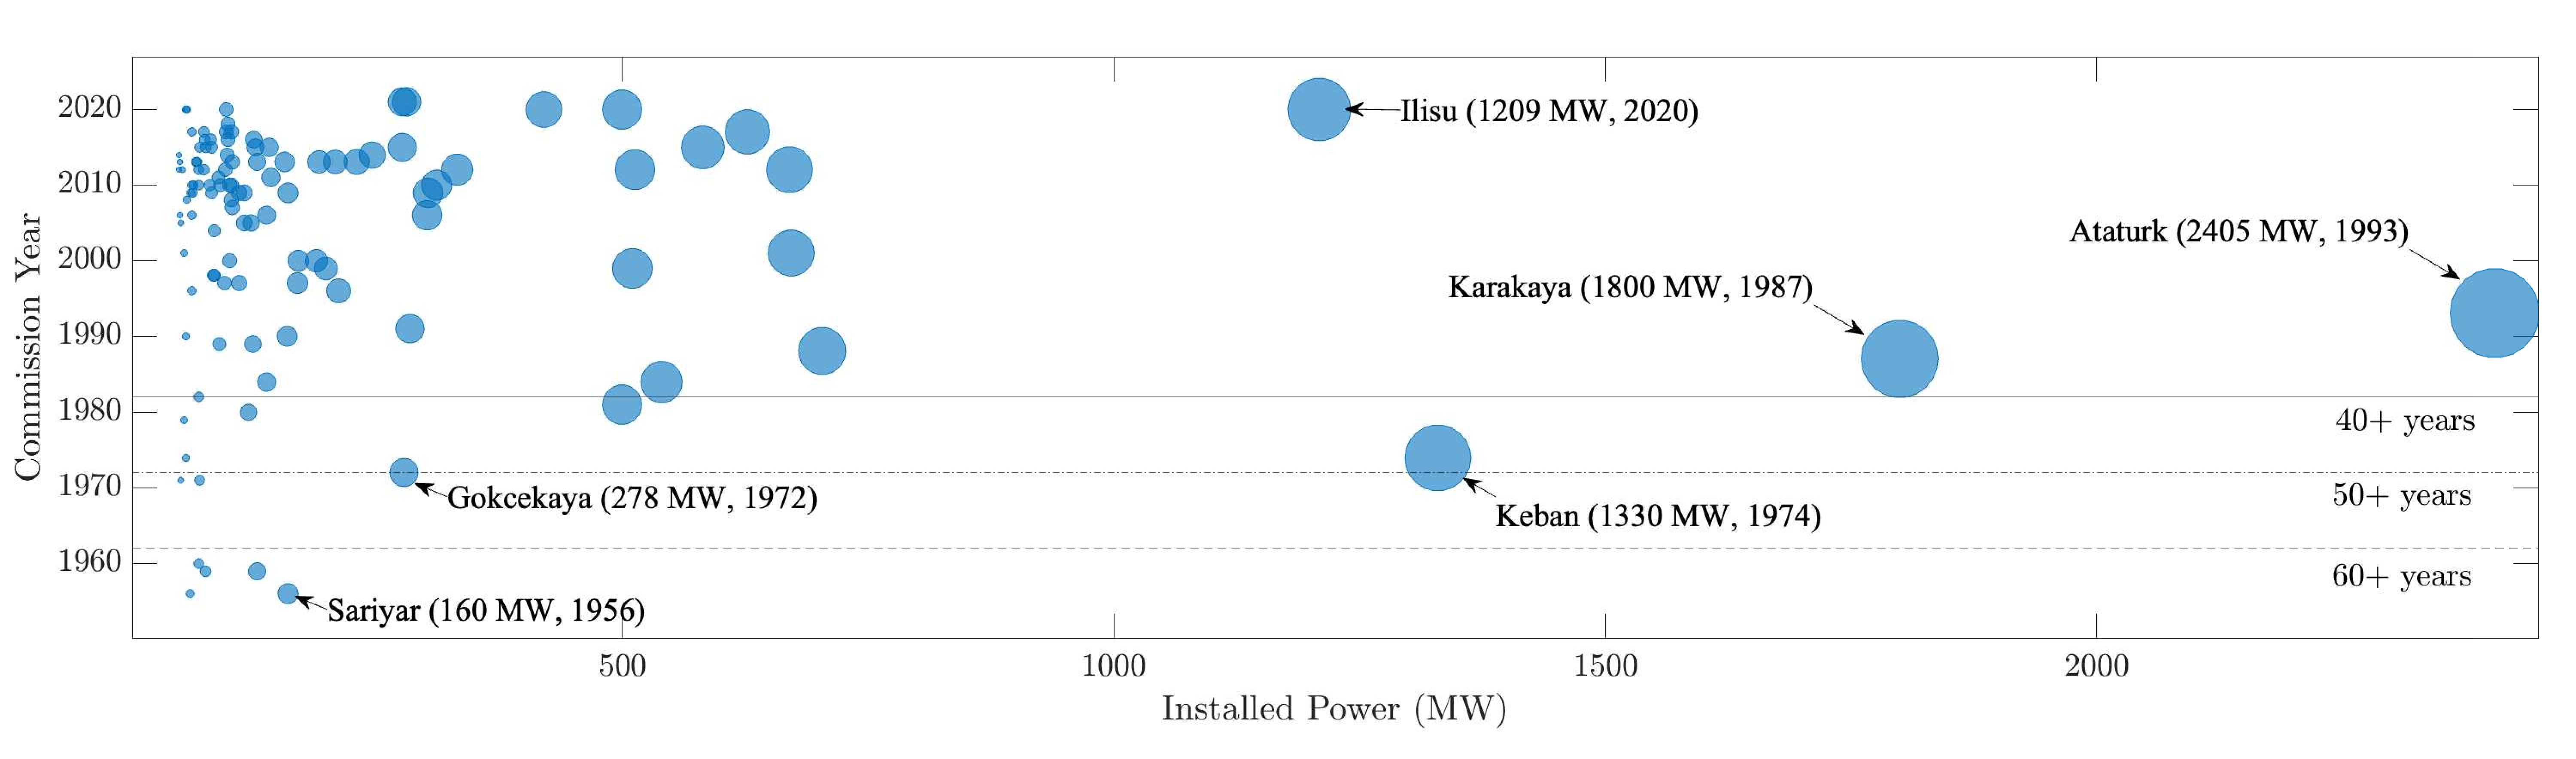 2020
2010
2000
1990
1980
1970
1960
Commission Year
Ilisu (1209 MW, 2020)
Ataturk (2405 MW, 1993)
Karakaya (1800 MW, 1987)
40+ years
Gokcekaya (278 MW, 1972)
50+ years
Keban (1330 MW, 1974)
60+ years
Sariyar (160 MW, 1956)
500
1000
1500
2000
Installed Power (MW)